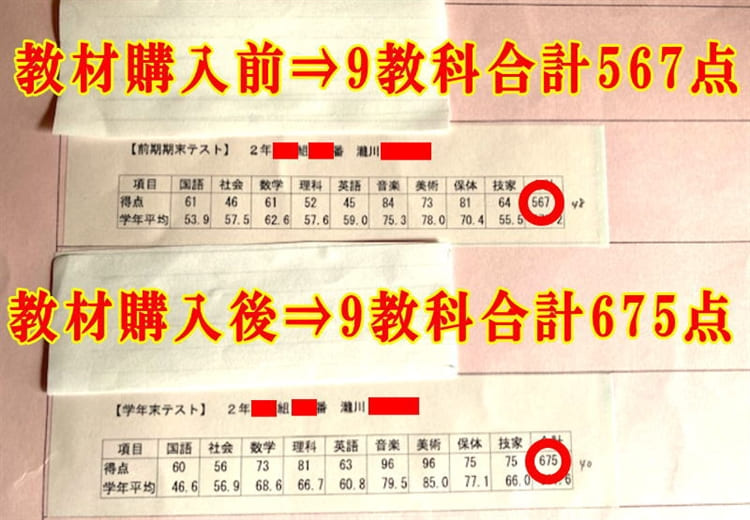 教材購入前⇒9教科合計567点
【前期期末テスト】 2年 組 番 瀧川
項目 国語 社会 数学 理科 英語 音楽 美術 保体 技家
得点 61 46 61 52 45 84 73 81 64 567 48
学年平均 53.9 57.5 62.6 57.6 59.0 75.3 78.0 70.4 55.5
教材購入後⇒9教科合計675点
【学年末テスト】 2年 組 番 瀧川
項目 国語 社会 数学 理科 英語 音楽 美術 保体 技家
得点 60 56 73 81 63 96 96 75 75 675 40
学年平均 46.6 56.9 68.6 66.7 60.8 79.5 85.0 77.1 66.0